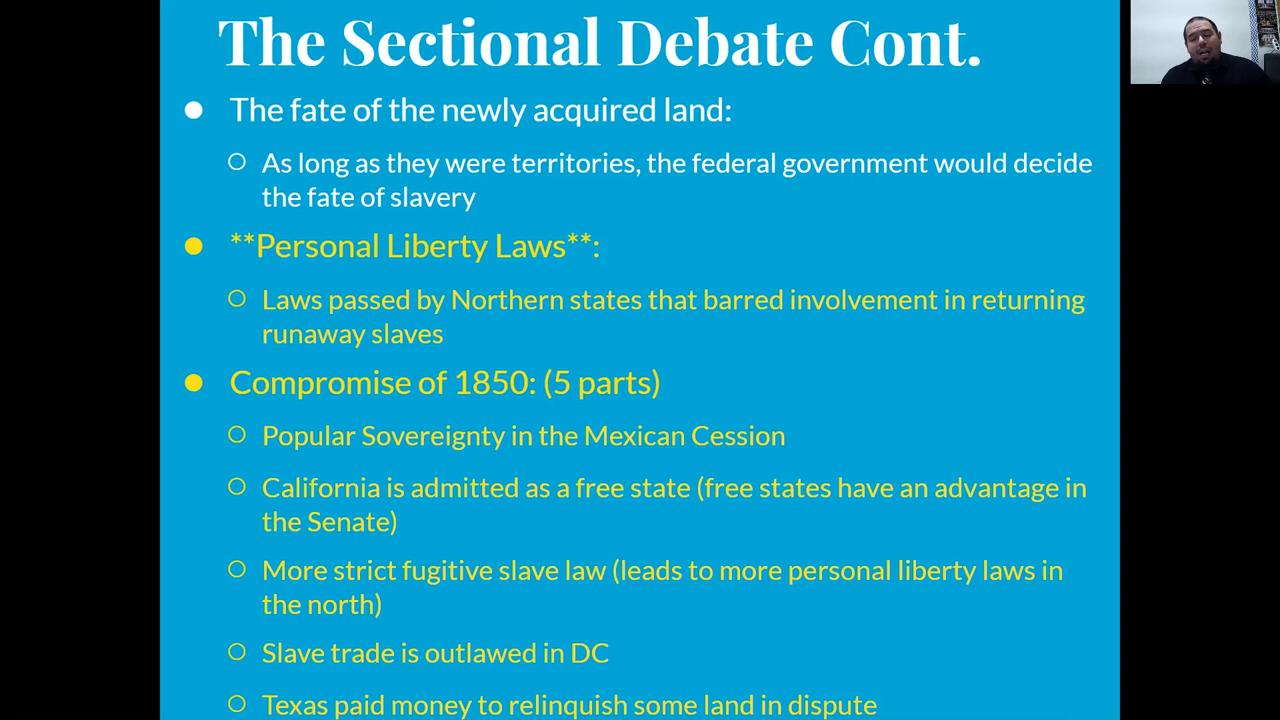 The Sectional Debate Cont.
● The fate of the newly acquired land:
○ As long as they were territories, the federal government would decide
the fate of slavery
● **Personal Liberty Laws**:
○ Laws passed by Northern states that barred involvement in returning
runaway slaves
● Compromise of 1850: (5 parts)
○ Popular Sovereignty in the Mexican Cession
○ California is admitted as a free state (free states have an advantage in
the Senate)
○ More strict fugitive slave law (leads to more personal liberty laws in
the north)
○ Slave trade is outlawed in DC
○ Texas paid money to relinquish some land in dispute